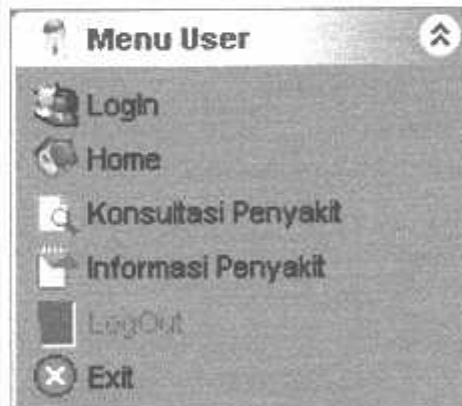 Menu User
Login
Home
Konsultasi Penyakit
Informasi Penyakit
LogOut
Exit